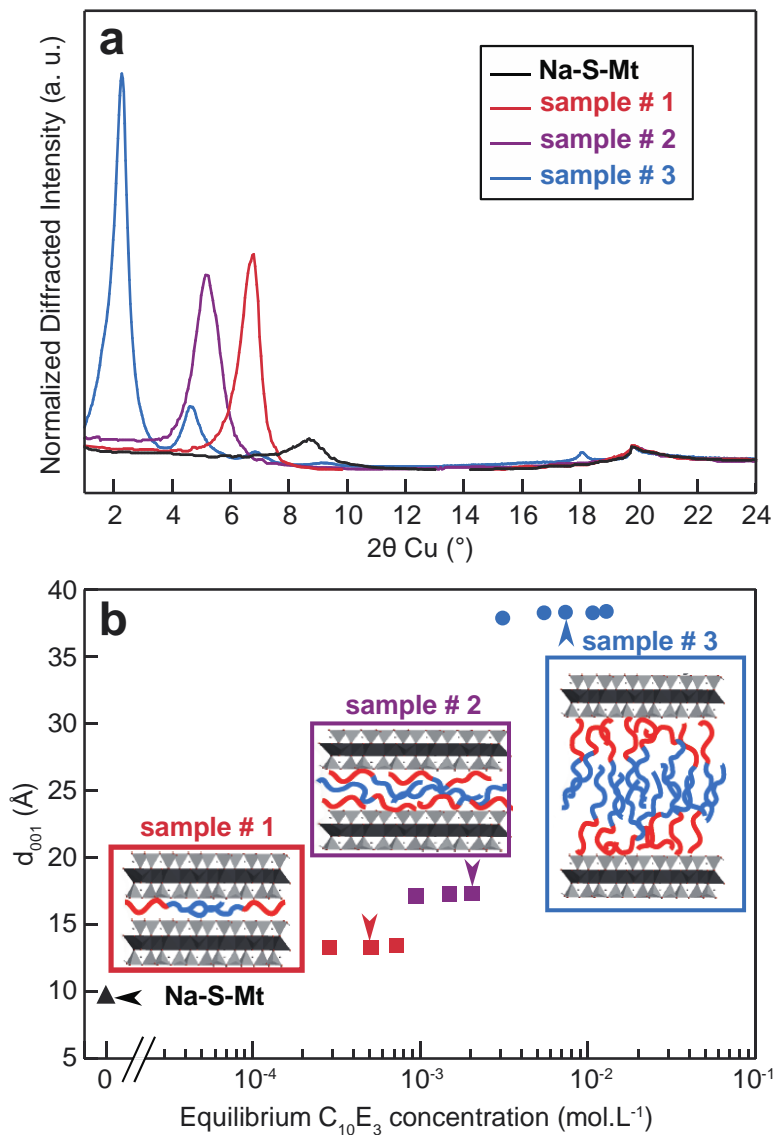 a
Normalized Diffracted Intensity (a. u.)
Na-S-Mt
sample # 1
sample # 2
sample # 3
2 4 6 8 10 12 14 16 18 20 22 24
2θ Cu (°)
b
40
35
30
25
20
15
10
5
d001 (Å)
sample # 3
sample # 2
sample # 1
Na-S-Mt
0 10-4 10-3 10-2 10-1
Equilibrium C10E3 concentration (mol.L-1)